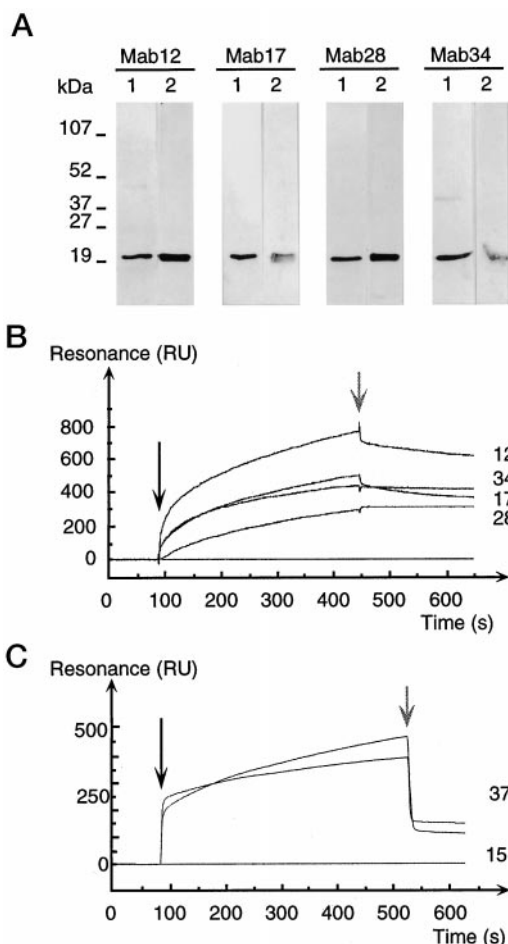 A
Mab12 Mab17 Mab28 Mab34
kDa 1 2 1 2 1 2 1 2
107
52
37
27
19
B
Resonance (RU)
800
600
400
200
0
12
34
17
28
0 100 200 300 400 500 600
Time (s)
C
Resonance (RU)
500
250
0
37
15
0 100 200 300 400 500 600
Time (s)